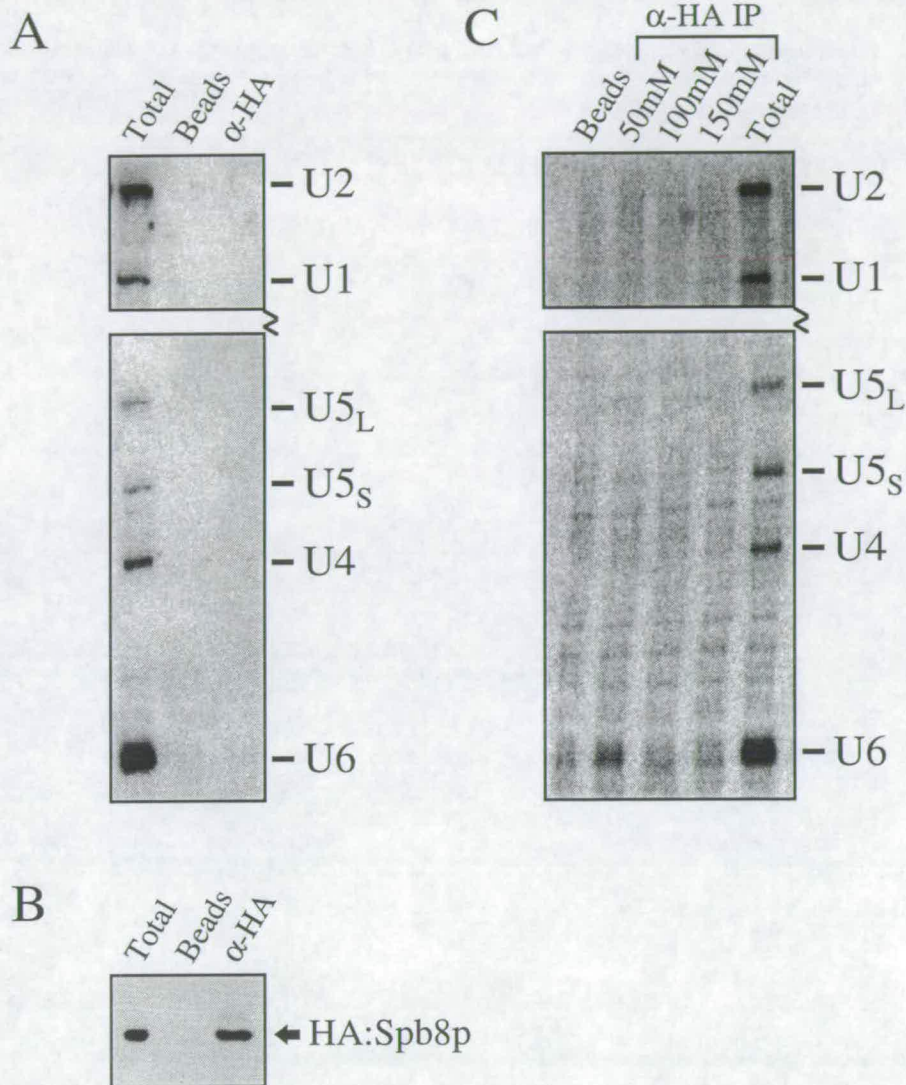 A
Total
Beads
α-HA
U2
U1
U5L
U5S
U4
U6
C
α-HA IP
Beads
50mM
100mM
150mM
Total
U2
U1
U5L
U5S
U4
U6
B
Total
Beads
α-HA
HA:Spb8p